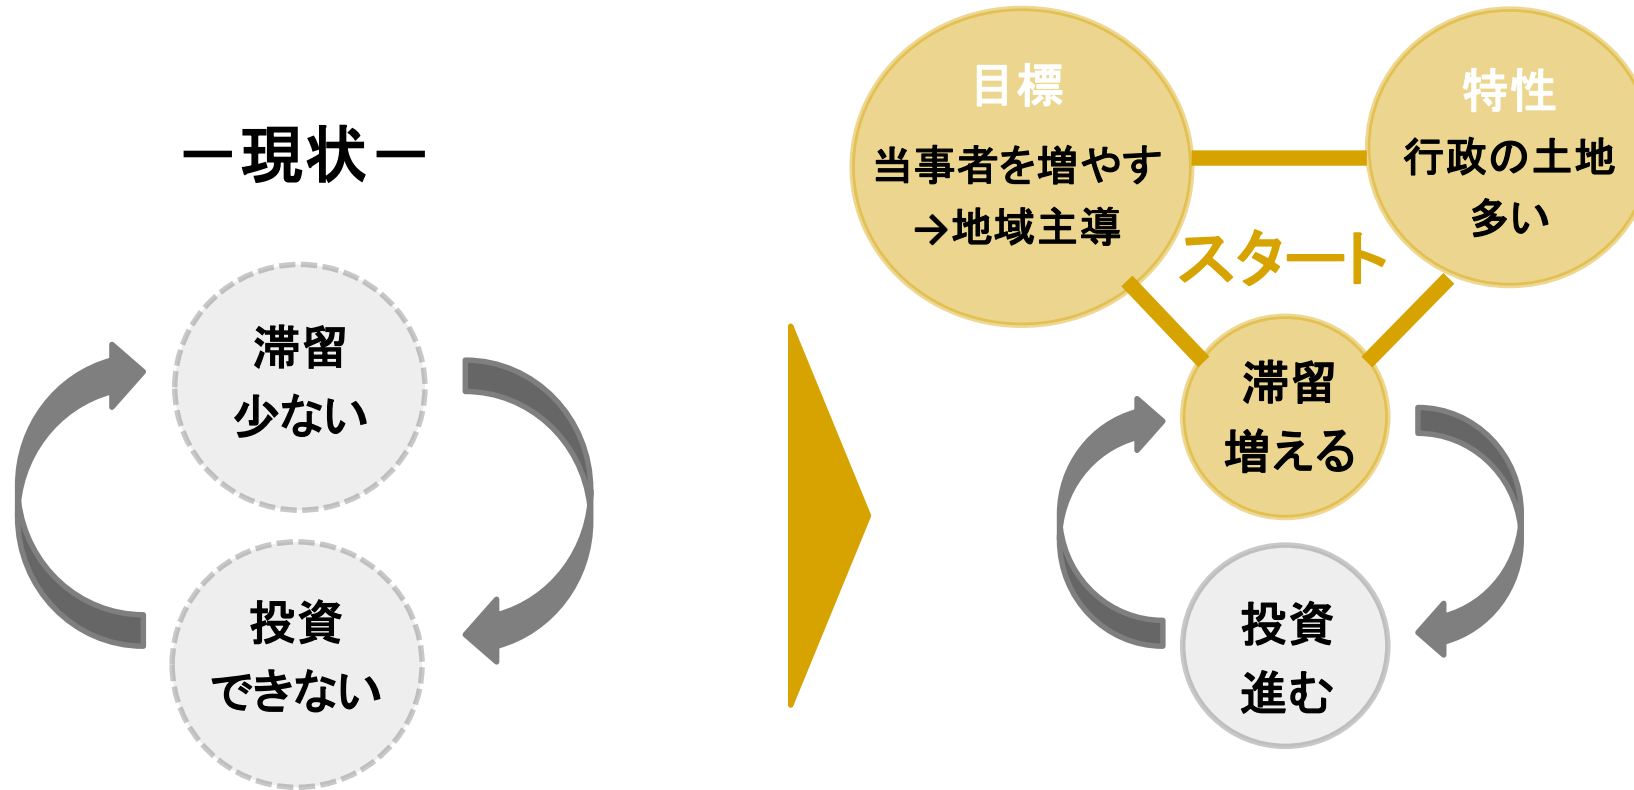 －現状－
滞留
少ない
投資
できない
目標
当事者を増やす
→地域主導
特性
行政の土地
多い
スタート
滞留
増える
投資
進む